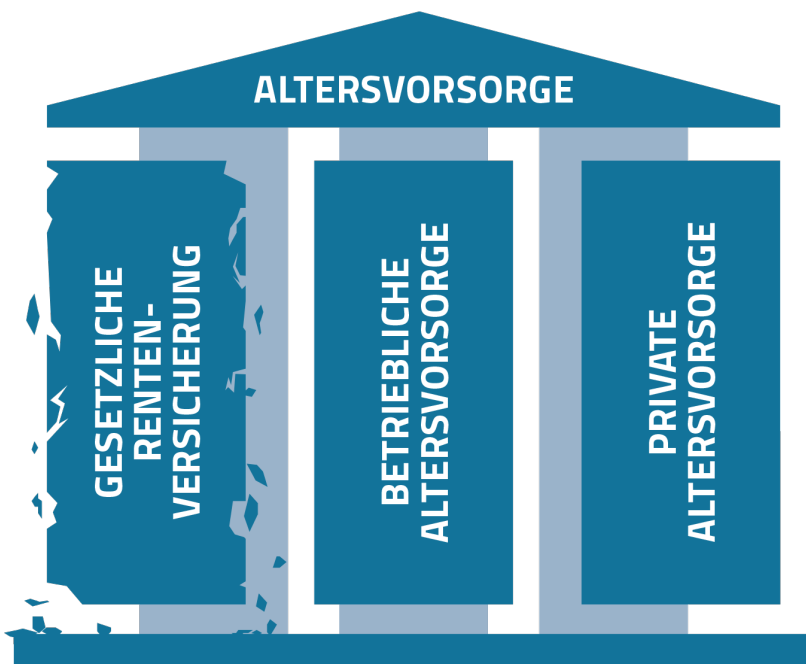 ALTERSVORSORGE
GESETZLICHE
RENTEN-
VERSICHERUNG
BETRIEBLICHE
ALTERSVORSORGE
PRIVATE
ALTERSVORSORGE